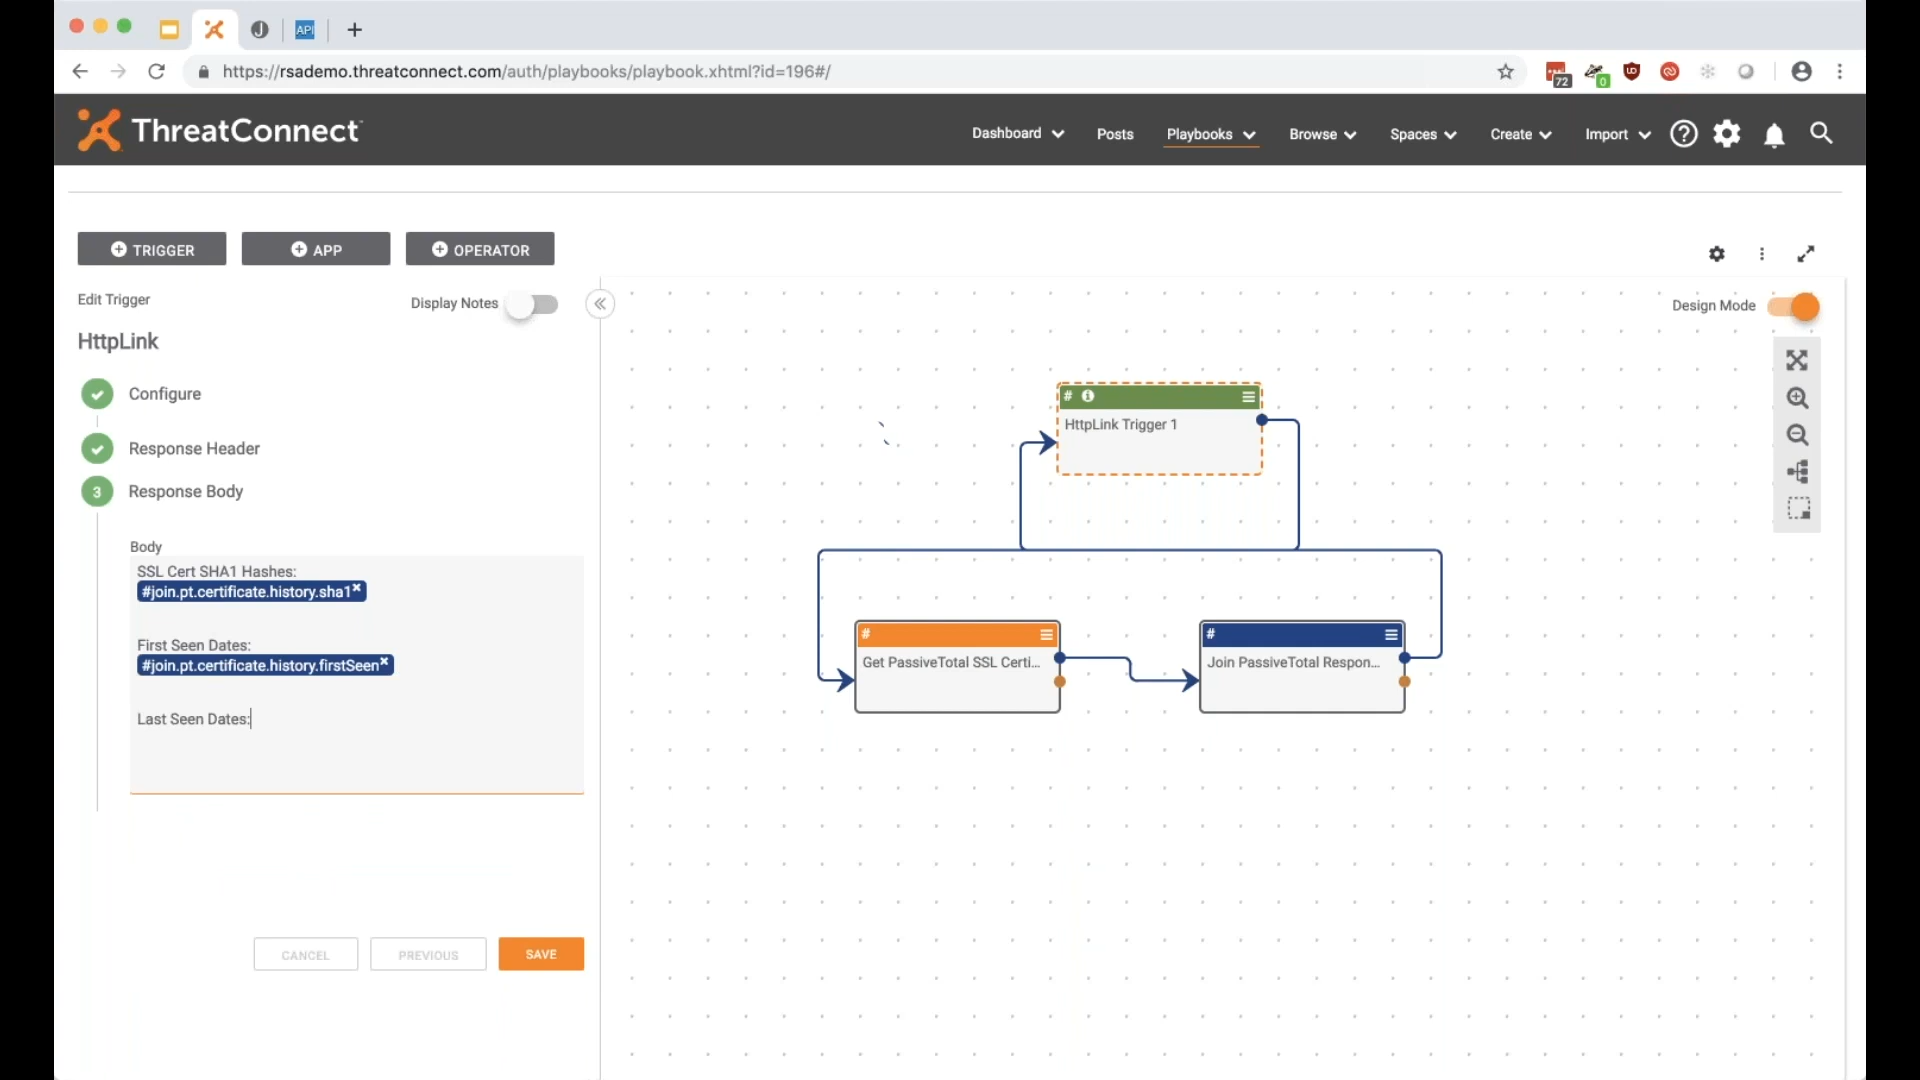 J
API
https://rsademo.threatconnect.com/auth/playbooks/playbook.xhtml?id=196#/
72
0
ThreatConnect
Dashboard
Posts
Playbooks
Browse
Spaces
Create
Import
TRIGGER
APP
OPERATOR
Edit Trigger
Display Notes
Design Mode
HttpLink
Configure
Response Header
3
Response Body
Body
SSL Cert SHA1 Hashes:
#join.pt.certificate.history.sha1
First Seen Dates:
#join.pt.certificate.history.firstSeen
Last Seen Dates:
CANCEL
PREVIOUS
SAVE
#
HttpLink Trigger 1
#
Get PassiveTotal SSL Certi...
#
Join PassiveTotal Respon...